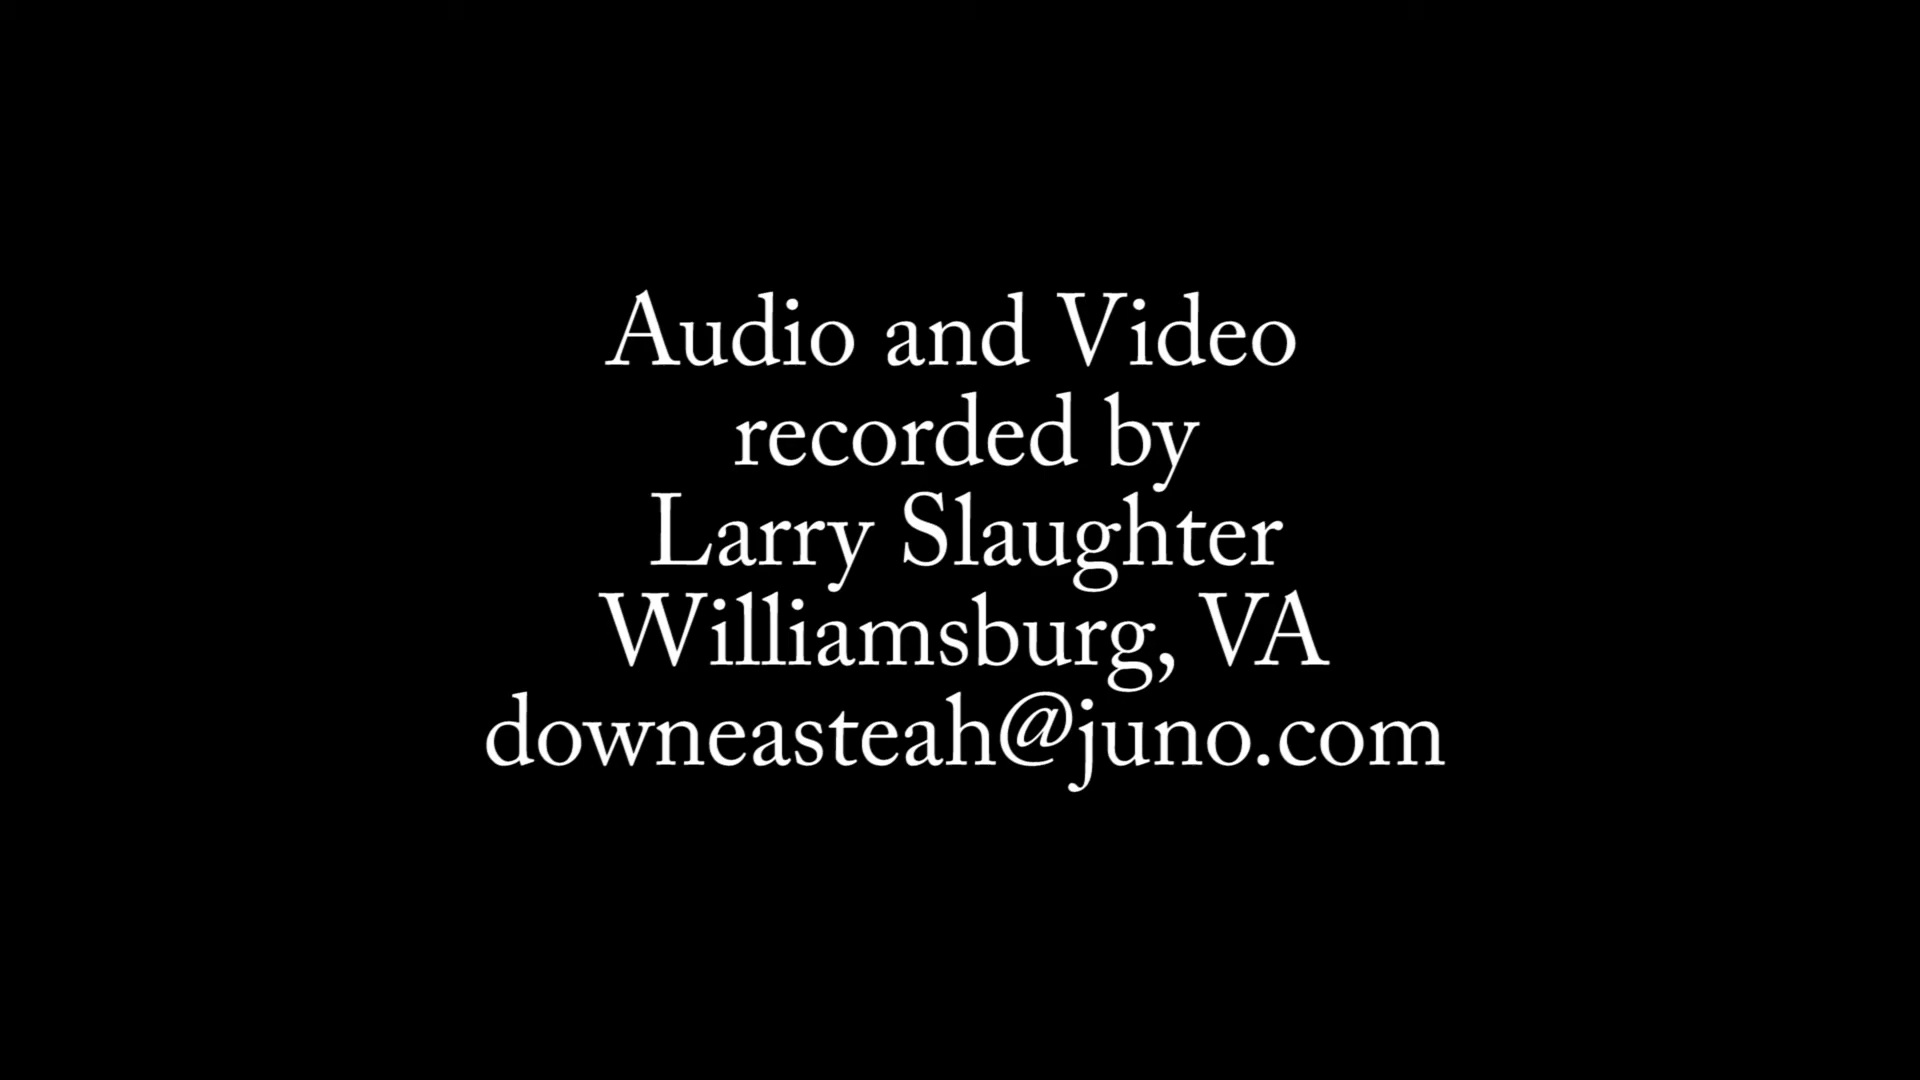 Audio and Video
recorded by
Larry Slaughter
Williamsburg, VA
downeasteah@juno.com